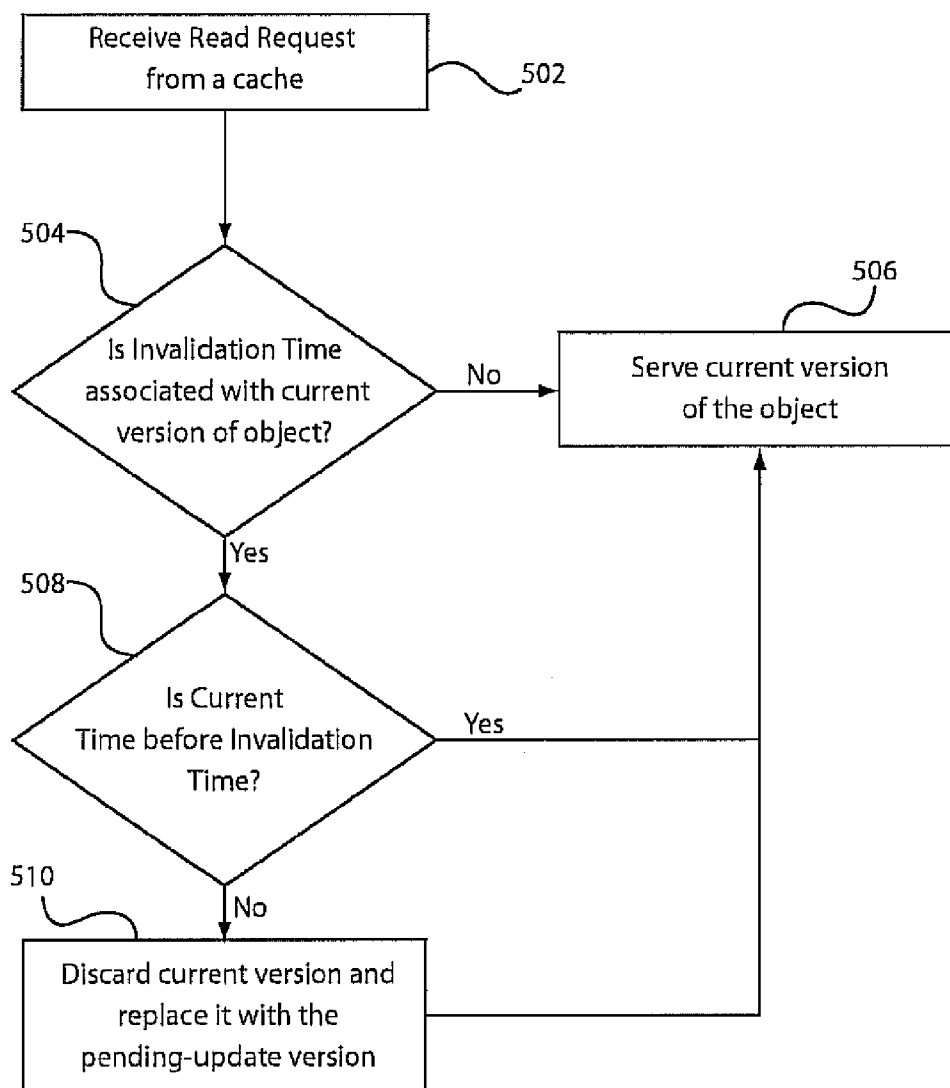 Receive Read Request
from a cache
502
504
Is Invalidation Time
associated with current
version of object?
No
506
Serve current version
of the object
Yes
508
Is Current
Time before Invalidation
Time?
Yes
510
No
Discard current version and
replace it with the
pending-update version